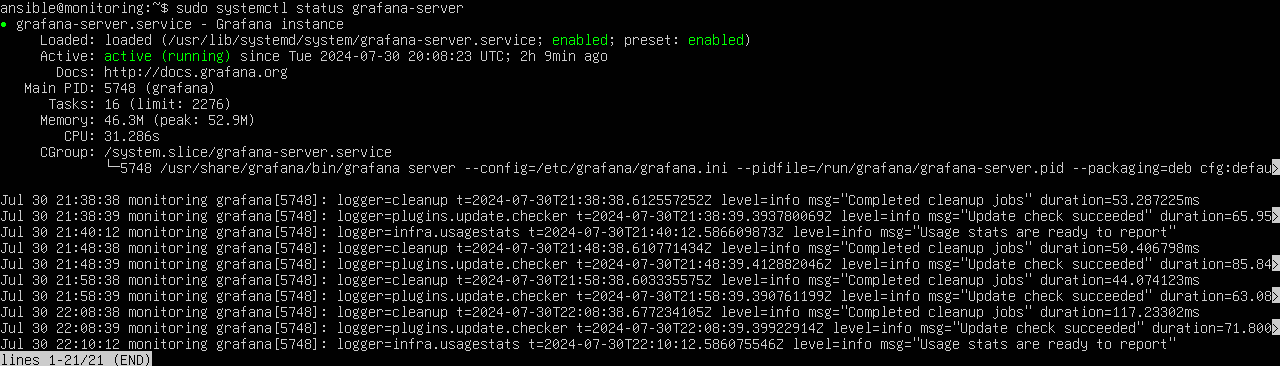 ansible@monitoring:~$ sudo systemctl status grafana-server
● grafana-server.service - Grafana instance
     Loaded: loaded (/usr/lib/systemd/system/grafana-server.service; enabled; preset: enabled)
     Active: active (running) since Tue 2024-07-30 20:08:23 UTC; 2h 9min ago
       Docs: http://docs.grafana.org
   Main PID: 5748 (grafana)
      Tasks: 16 (limit: 2276)
     Memory: 46.3M (peak: 52.9M)
        CPU: 31.286s
     CGroup: /system.slice/grafana-server.service
             └─5748 /usr/share/grafana/bin/grafana server --config=/etc/grafana/grafana.ini --pidfile=/run/grafana/grafana-server.pid --packaging=deb cfg:defau>
Jul 30 21:38:38 monitoring grafana[5748]: logger=cleanup t=2024-07-30T21:38:38.612557252Z level=info msg="Completed cleanup jobs" duration=53.287225ms
Jul 30 21:38:39 monitoring grafana[5748]: logger=plugins.update.checker t=2024-07-30T21:38:39.393780069Z level=info msg="Update check succeeded" duration=65.95>
Jul 30 21:40:12 monitoring grafana[5748]: logger=infra.usagestats t=2024-07-30T21:40:12.586609873Z level=info msg="Usage stats are ready to report"
Jul 30 21:48:38 monitoring grafana[5748]: logger=cleanup t=2024-07-30T21:48:38.610771434Z level=info msg="Completed cleanup jobs" duration=50.406798ms
Jul 30 21:48:39 monitoring grafana[5748]: logger=plugins.update.checker t=2024-07-30T21:48:39.412882046Z level=info msg="Update check succeeded" duration=85.84>
Jul 30 21:58:38 monitoring grafana[5748]: logger=cleanup t=2024-07-30T21:58:38.603335575Z level=info msg="Completed cleanup jobs" duration=44.074123ms
Jul 30 21:58:39 monitoring grafana[5748]: logger=plugins.update.checker t=2024-07-30T21:58:39.390761199Z level=info msg="Update check succeeded" duration=63.06>
Jul 30 22:08:38 monitoring grafana[5748]: logger=cleanup t=2024-07-30T22:08:38.677234105Z level=info msg="Completed cleanup jobs" duration=117.23302ms
Jul 30 22:08:39 monitoring grafana[5748]: logger=plugins.update.checker t=2024-07-30T22:08:39.39922914Z level=info msg="Update check succeeded" duration=71.800>
Jul 30 22:10:12 monitoring grafana[5748]: logger=infra.usagestats t=2024-07-30T22:10:12.586075546Z level=info msg="Usage stats are ready to report"
lines 1-21/21 (END)